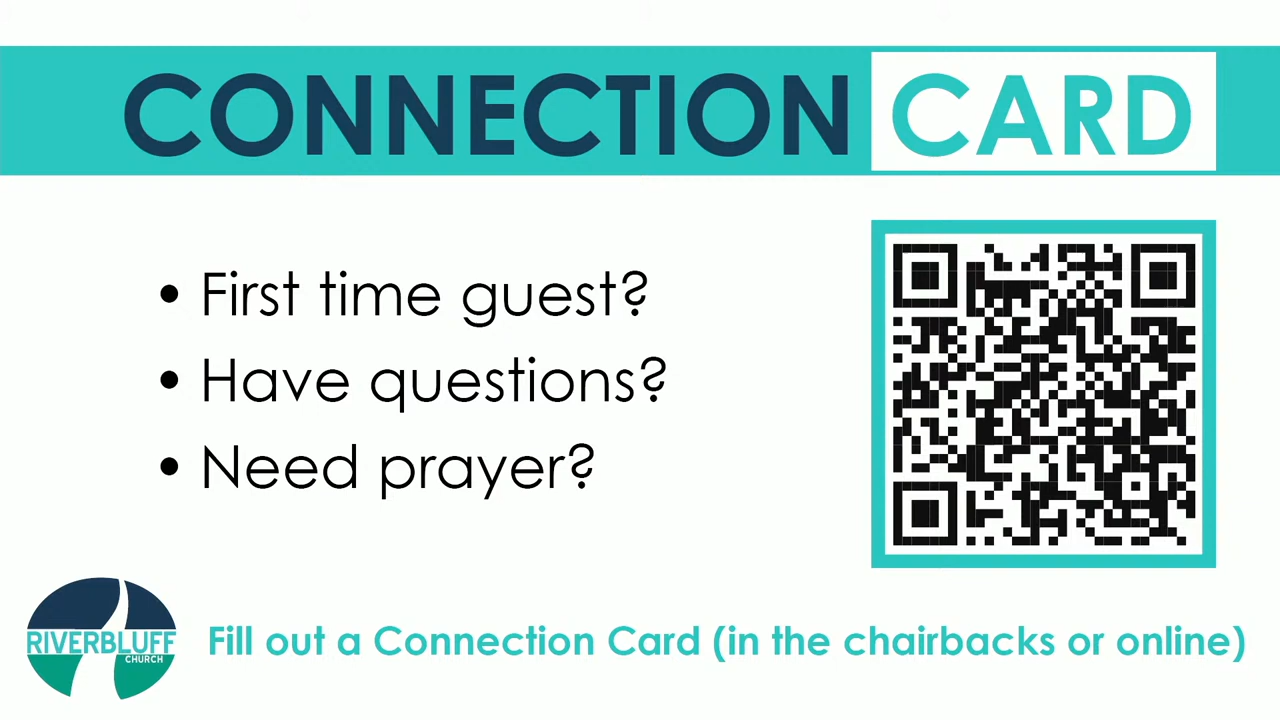 CONNECTION CARD
• First time guest?
• Have questions?
• Need prayer?
RIVERBLUFF
CHURCH
Fill out a Connection Card (in the chairbacks or online)